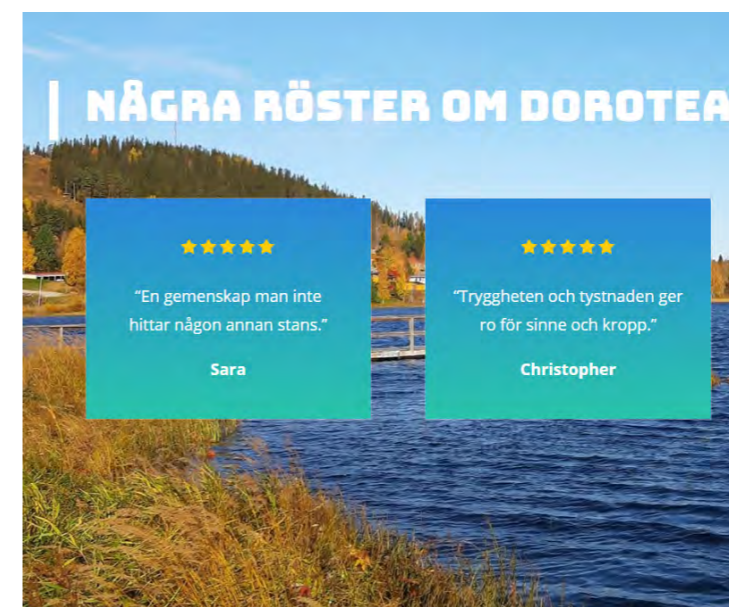 NÅGRA RÖSTER OM DOROTEA
“En gemenskap man inte
hittar någon annan stans.”
Sara
“Tryggheten och tystnaden ger
ro för sinne och kropp.”
Christopher